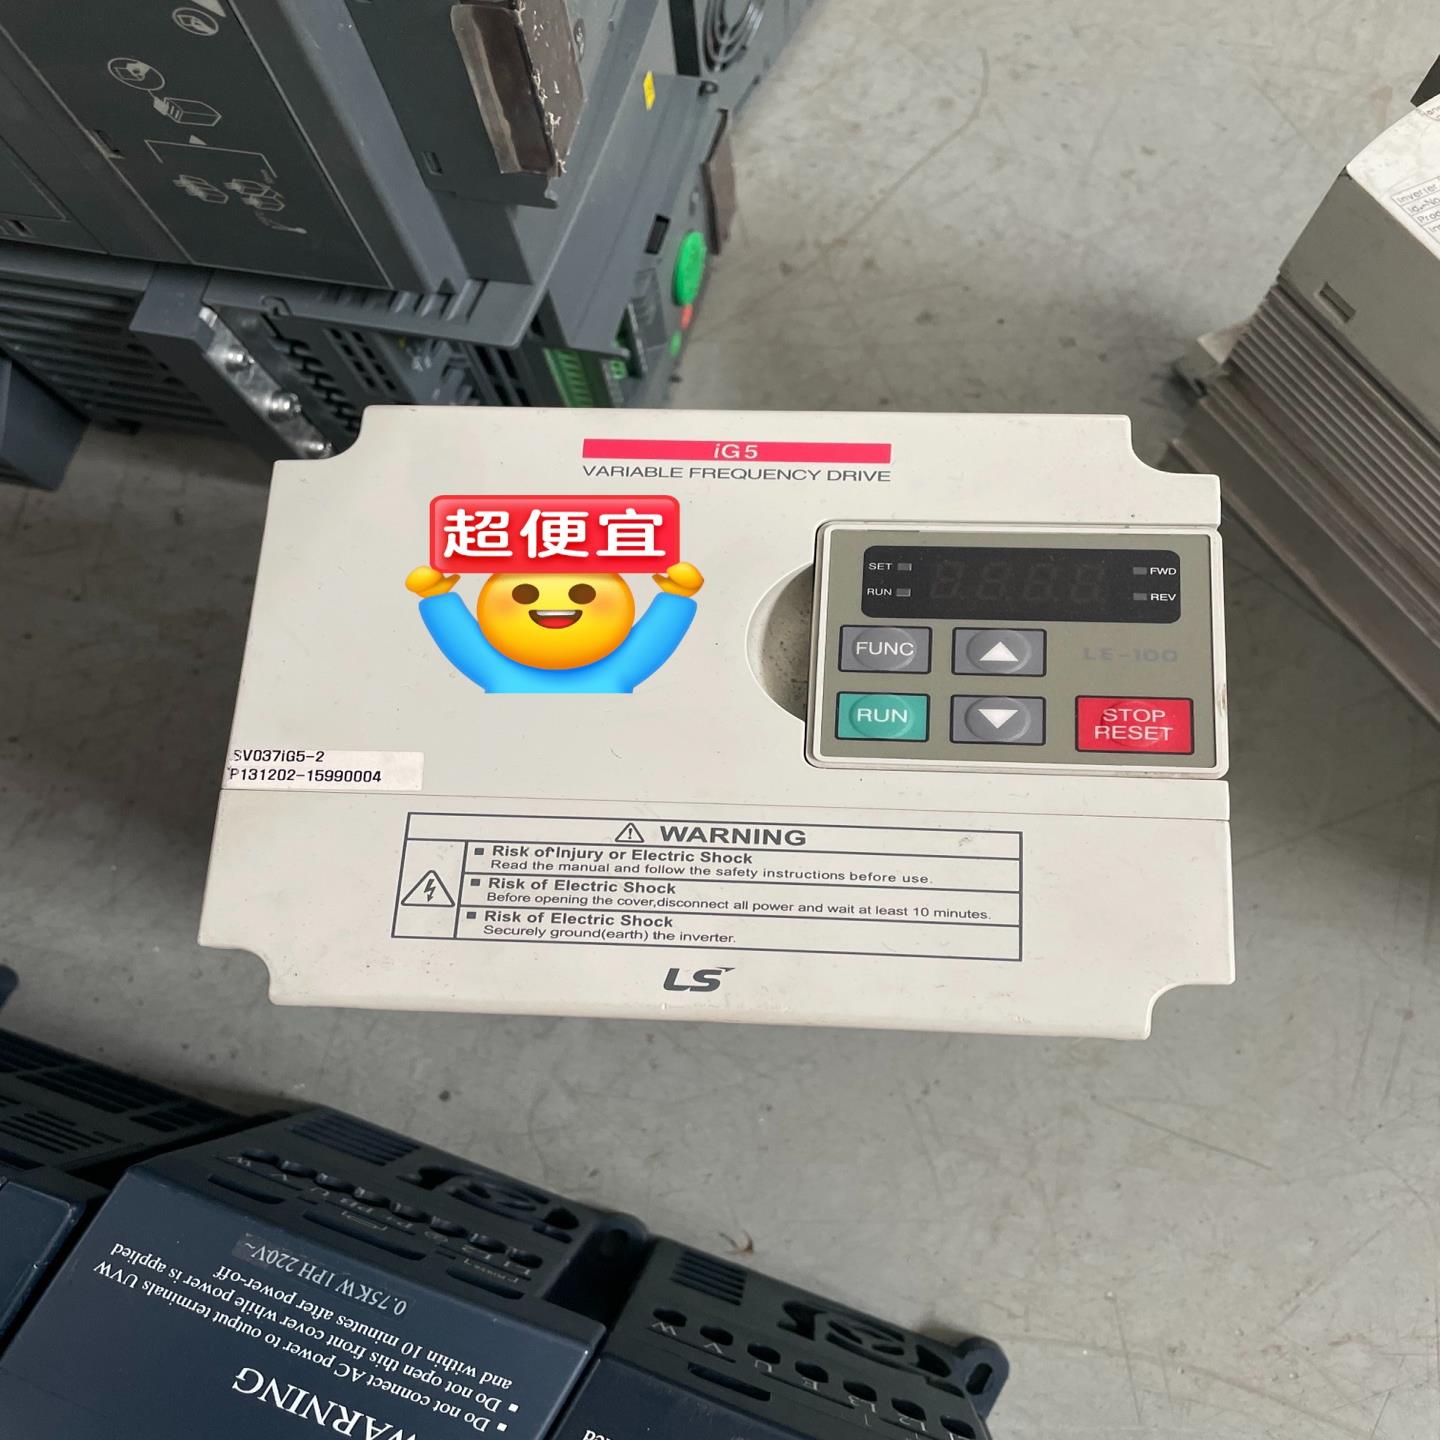 iG5
VARIABLE FREQUENCY DRIVE
超便宜
SET
RUN
FWD
REV
FUNC
LE-100
RUN
STOP
RESET
SV037iG5-2
P131202-15990004
WARNING
Risk of Injury or Electric Shock
Read the manual and follow the safety instructions before use.
Risk of Electric Shock
Before opening the cover,disconnect all power and wait at least 10 minutes.
Risk of Electric Shock
Securely ground(earth) the inverter.
LS
Inverter
0.75KW 1PH 220V~
WARNING
Do not connect AC power to output terminals UVW
Do not open this front cover while power is applied
and within 10 minutes after power-off
W V U
W V U E L3 L2